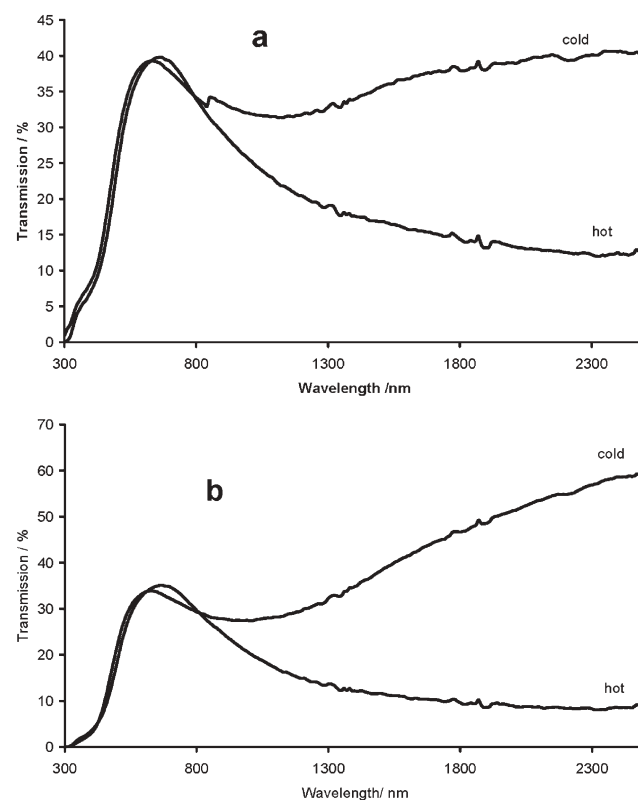 45
a
cold
40
35
30
25
20
15
10
5
0
hot
Transmission / %
300 800 1300 1800 2300
Wavelength /nm
70
60
50
40
30
20
10
0
b
cold
hot
Transmission / %
300 800 1300 1800 2300
Wavelength/ nm